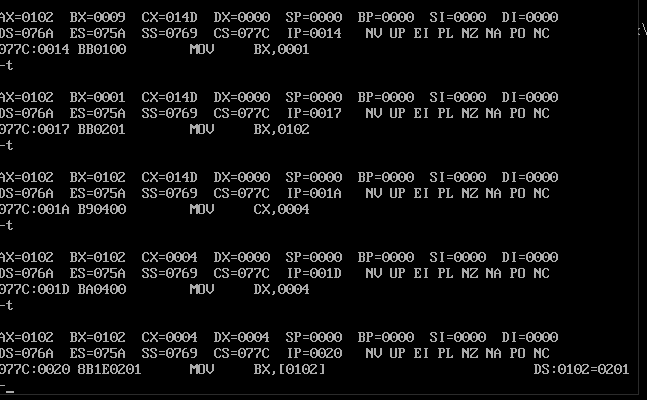 AX=0102 BX=0009 CX=014D DX=0000 SP=0000 BP=0000 SI=0000 DI=0000
DS=076A ES=075A SS=0769 CS=077C IP=0014 NV UP EI PL NZ NA PO NC
077C:0014 BB0100 MOV BX,0001
-t
AX=0102 BX=0001 CX=014D DX=0000 SP=0000 BP=0000 SI=0000 DI=0000
DS=076A ES=075A SS=0769 CS=077C IP=0017 NV UP EI PL NZ NA PO NC
077C:0017 BB0201 MOV BX,0102
-t
AX=0102 BX=0102 CX=014D DX=0000 SP=0000 BP=0000 SI=0000 DI=0000
DS=076A ES=075A SS=0769 CS=077C IP=001A NV UP EI PL NZ NA PO NC
077C:001A B90400 MOV CX,0004
-t
AX=0102 BX=0102 CX=0004 DX=0000 SP=0000 BP=0000 SI=0000 DI=0000
DS=076A ES=075A SS=0769 CS=077C IP=001D NV UP EI PL NZ NA PO NC
077C:001D BA0400 MOV DX,0004
-t
AX=0102 BX=0102 CX=0004 DX=0004 SP=0000 BP=0000 SI=0000 DI=0000
DS=076A ES=075A SS=0769 CS=077C IP=0020 NV UP EI PL NZ NA PO NC
077C:0020 8B1E0201 MOV BX,[0102] DS:0102=0201
-_